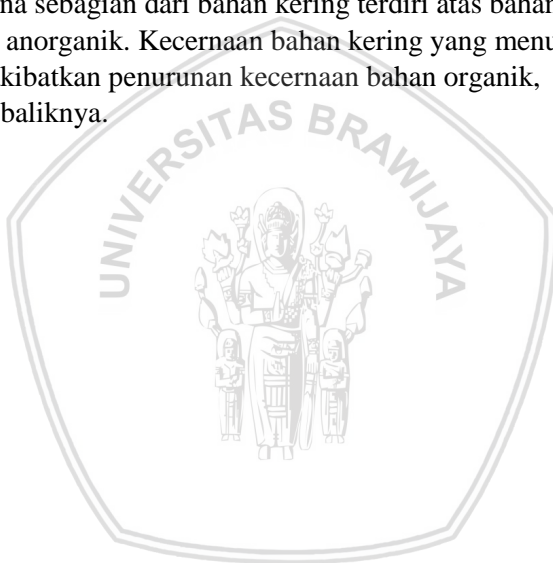 na sebagian dari bahan kering terdiri atas bahan
anorganik. Kecernaan bahan kering yang menu
kibatkan penurunan kecernaan bahan organik,
baliknya.
UNIVERSITAS BRAWIJAYA